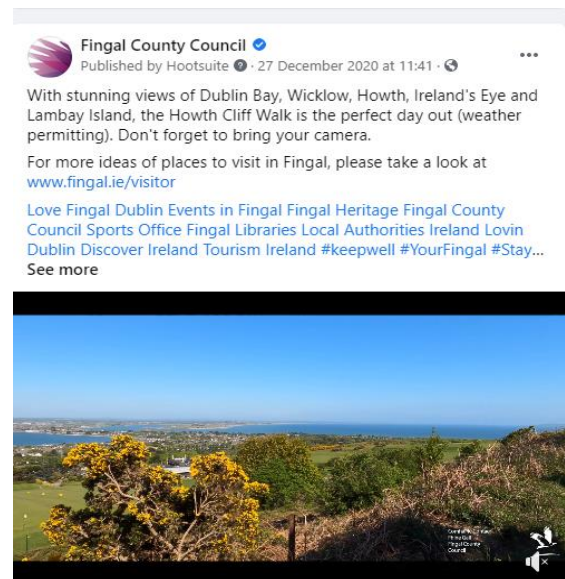 Fingal County Council
Published by Hootsuite · 27 December 2020 at 11:41 ·
With stunning views of Dublin Bay, Wicklow, Howth, Ireland's Eye and
Lambay Island, the Howth Cliff Walk is the perfect day out (weather
permitting). Don't forget to bring your camera.
For more ideas of places to visit in Fingal, please take a look at
www.fingal.ie/visitor
Love Fingal Dublin Events in Fingal Fingal Heritage Fingal County
Council Sports Office Fingal Libraries Local Authorities Ireland Lovin
Dublin Discover Ireland Tourism Ireland #keepwell #YourFingal #Stay...
See more
Comhairle Contae
Fhine Gall
Fingal County
Council